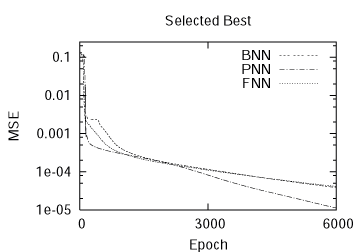 Selected Best
BNN
PNN
FNN
MSE
0.1
0.01
0.001
1e-04
1e-05
0 3000 6000
Epoch